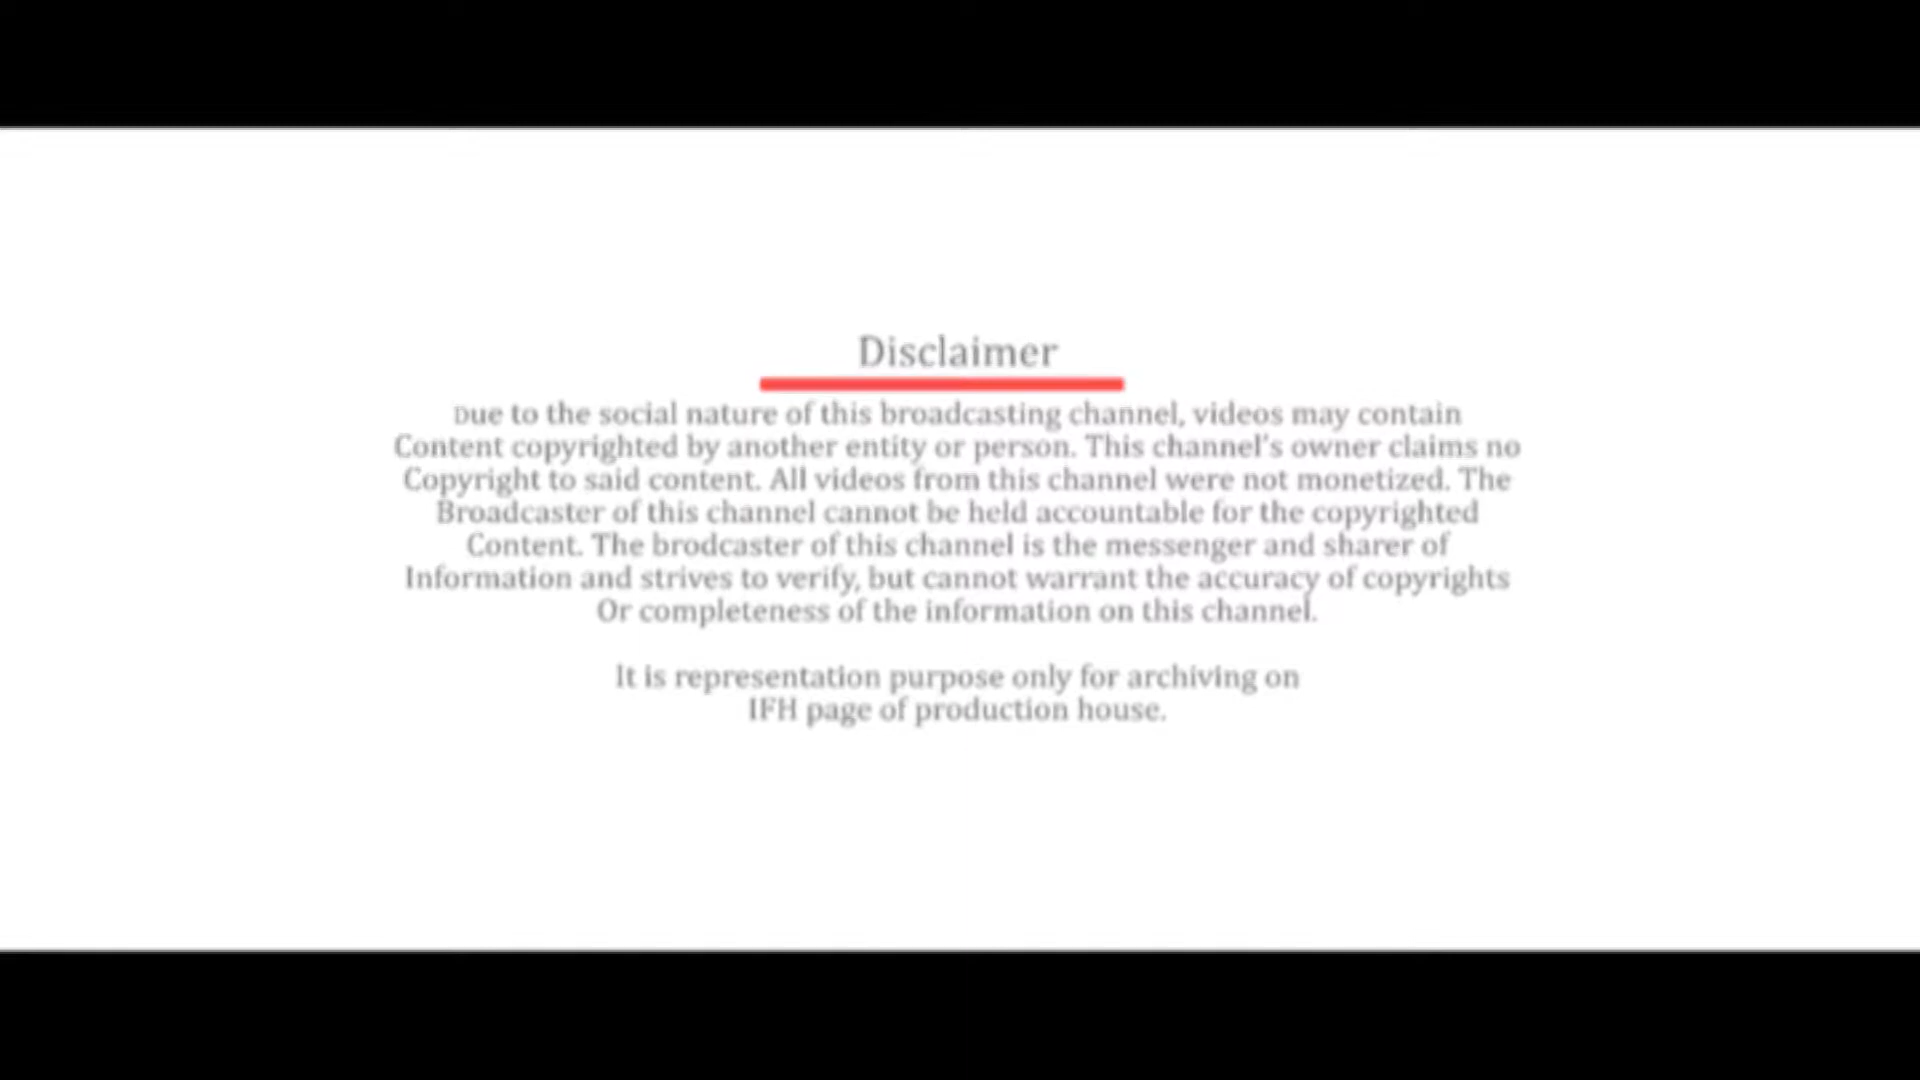 Disclaimer
Due to the social nature of this broadcasting channel, videos may contain
Content copyrighted by another entity or person. This channel's owner claims no
Copyright to said content. All videos from this channel were not monetized. The
Broadcaster of this channel cannot be held accountable for the copyrighted
Content. The brodcaster of this channel is the messenger and sharer of
Information and strives to verify, but cannot warrant the accuracy of copyrights
Or completeness of the information on this channel.
It is representation purpose only for archiving on
IFH page of production house.